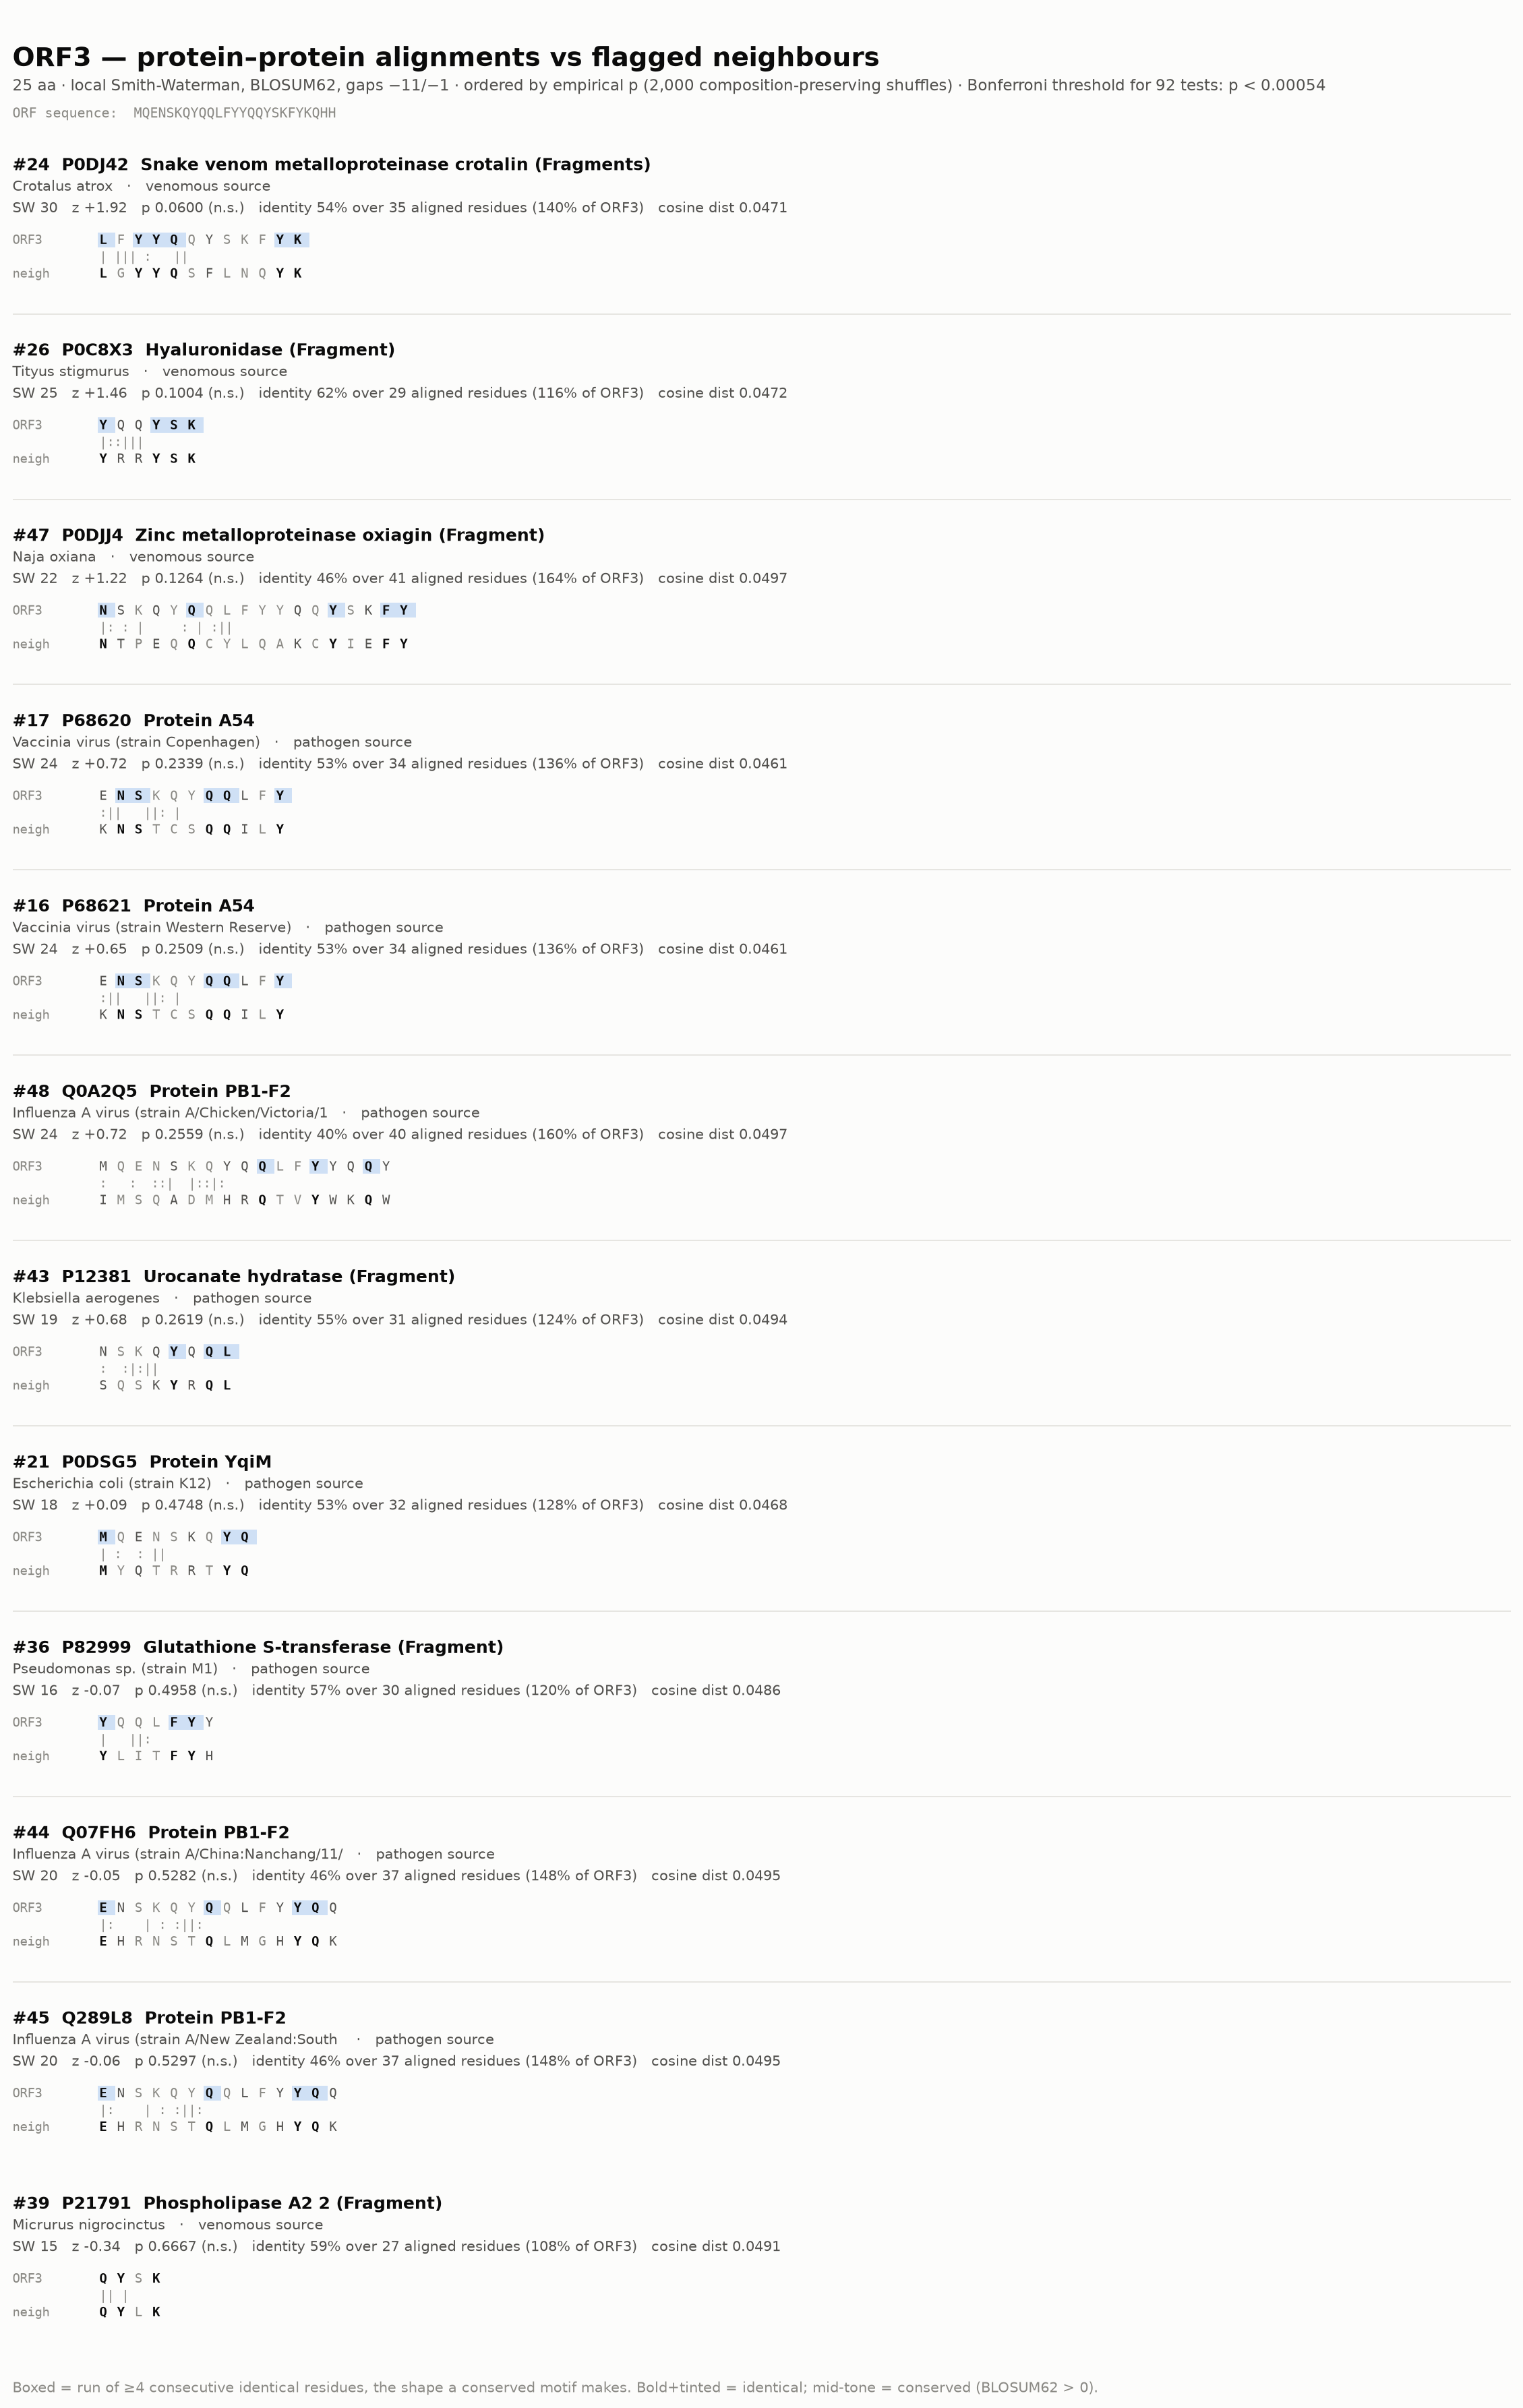 ORF3 — protein–protein alignments vs flagged neighbours
25 aa · local Smith-Waterman, BLOSUM62, gaps −11/−1 · ordered by empirical p (2,000 composition-preserving shuffles) · Bonferroni threshold for 92 tests: p < 0.00054
ORF sequence: MQENSKQYQQLFYYQQYSKFYKQHH
#24 P0DJ42 Snake venom metalloproteinase crotalin (Fragments)
Crotalus atrox · venomous source
SW 30 z +1.92 p 0.0600 (n.s.) identity 54% over 35 aligned residues (140% of ORF3) cosine dist 0.0471
ORF3 L F Y Y Q Q Y S K F Y K
| ||| :   ||
neigh L G Y Y Q S F L N Q Y K
#26 P0C8X3 Hyaluronidase (Fragment)
Tityus stigmurus · venomous source
SW 25 z +1.46 p 0.1004 (n.s.) identity 62% over 29 aligned residues (116% of ORF3) cosine dist 0.0472
ORF3 Y Q Q Y S K
|::|||
neigh Y R R Y S K
#47 P0DJJ4 Zinc metalloproteinase oxiagin (Fragment)
Naja oxiana · venomous source
SW 22 z +1.22 p 0.1264 (n.s.) identity 46% over 41 aligned residues (164% of ORF3) cosine dist 0.0497
ORF3 N S K Q Y Q Q L F Y Y Q Q Y S K F Y
|: : |     : | :||
neigh N T P E Q Q C Y L Q A K C Y I E F Y
#17 P68620 Protein A54
Vaccinia virus (strain Copenhagen) · pathogen source
SW 24 z +0.72 p 0.2339 (n.s.) identity 53% over 34 aligned residues (136% of ORF3) cosine dist 0.0461
ORF3 E N S K Q Y Q Q L F Y
:||   ||: |
neigh K N S T C S Q Q I L Y
#16 P68621 Protein A54
Vaccinia virus (strain Western Reserve) · pathogen source
SW 24 z +0.65 p 0.2509 (n.s.) identity 53% over 34 aligned residues (136% of ORF3) cosine dist 0.0461
ORF3 E N S K Q Y Q Q L F Y
:||   ||: |
neigh K N S T C S Q Q I L Y
#48 Q0A2Q5 Protein PB1-F2
Influenza A virus (strain A/Chicken/Victoria/1 · pathogen source
SW 24 z +0.72 p 0.2559 (n.s.) identity 40% over 40 aligned residues (160% of ORF3) cosine dist 0.0497
ORF3 M Q E N S K Q Y Q Q L F Y Y Q Q Y
:   :  ::|  |::|:
neigh I M S Q A D M H R Q T V Y W K Q W
#43 P12381 Urocanate hydratase (Fragment)
Klebsiella aerogenes · pathogen source
SW 19 z +0.68 p 0.2619 (n.s.) identity 55% over 31 aligned residues (124% of ORF3) cosine dist 0.0494
ORF3 N S K Q Y Q Q L
:  :|:||
neigh S Q S K Y R Q L
#21 P0DSG5 Protein YqiM
Escherichia coli (strain K12) · pathogen source
SW 18 z +0.09 p 0.4748 (n.s.) identity 53% over 32 aligned residues (128% of ORF3) cosine dist 0.0468
ORF3 M Q E N S K Q Y Q
| :  : ||
neigh M Y Q T R R T Y Q
#36 P82999 Glutathione S-transferase (Fragment)
Pseudomonas sp. (strain M1) · pathogen source
SW 16 z -0.07 p 0.4958 (n.s.) identity 57% over 30 aligned residues (120% of ORF3) cosine dist 0.0486
ORF3 Y Q Q L F Y Y
|   ||:
neigh Y L I T F Y H
#44 Q07FH6 Protein PB1-F2
Influenza A virus (strain A/China:Nanchang/11/ · pathogen source
SW 20 z -0.05 p 0.5282 (n.s.) identity 46% over 37 aligned residues (148% of ORF3) cosine dist 0.0495
ORF3 E N S K Q Y Q Q L F Y Y Q Q
|:    | : :||:
neigh E H R N S T Q L M G H Y Q K
#45 Q289L8 Protein PB1-F2
Influenza A virus (strain A/New Zealand:South · pathogen source
SW 20 z -0.06 p 0.5297 (n.s.) identity 46% over 37 aligned residues (148% of ORF3) cosine dist 0.0495
ORF3 E N S K Q Y Q Q L F Y Y Q Q
|:    | : :||:
neigh E H R N S T Q L M G H Y Q K
#39 P21791 Phospholipase A2 2 (Fragment)
Micrurus nigrocinctus · venomous source
SW 15 z -0.34 p 0.6667 (n.s.) identity 59% over 27 aligned residues (108% of ORF3) cosine dist 0.0491
ORF3 Q Y S K
|| |
neigh Q Y L K
Boxed = run of ≥4 consecutive identical residues, the shape a conserved motif makes. Bold+tinted = identical; mid-tone = conserved (BLOSUM62 > 0).